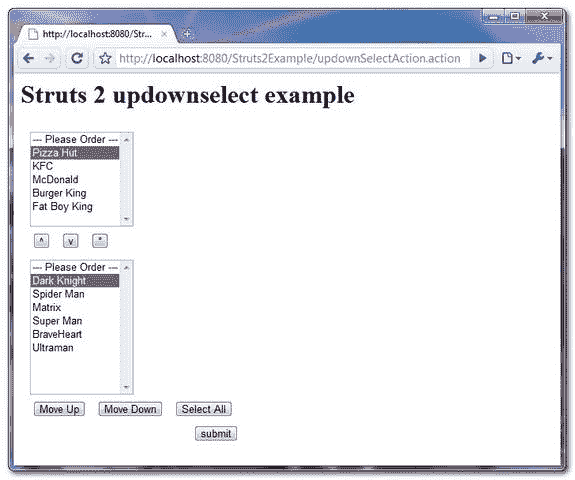 http://localhost:8080/Str...
http://localhost:8080/Struts2Example/updownSelectAction.action
Struts 2 updownselect example
--- Please Order ---
Pizza Hut
KFC
McDonald
Burger King
Fat Boy King
^ v *
--- Please Order ---
Dark Knight
Spider Man
Matrix
Super Man
BraveHeart
Ultraman
Move Up Move Down Select All
submit